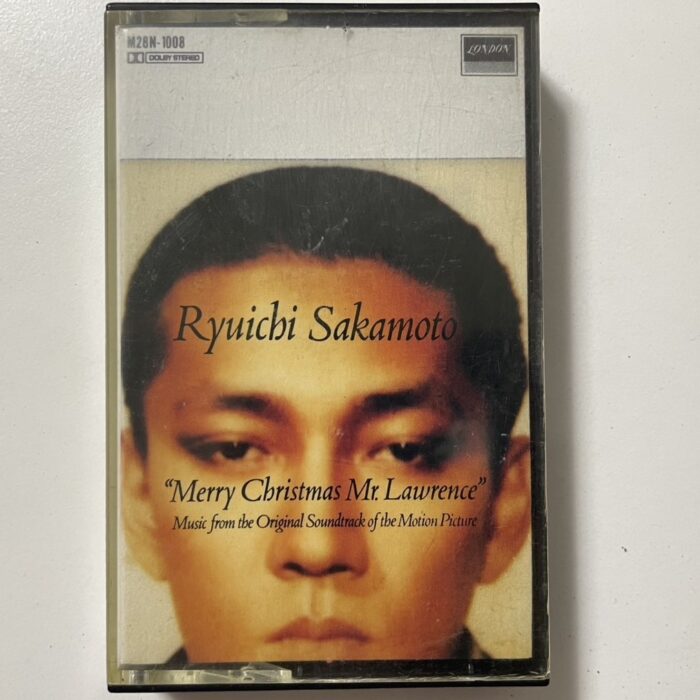 M28N-1008
LONDON
DOLBY STEREO
Ryuichi Sakamoto
“Merry Christmas Mr. Lawrence”
Music from the Original Soundtrack of the Motion Picture